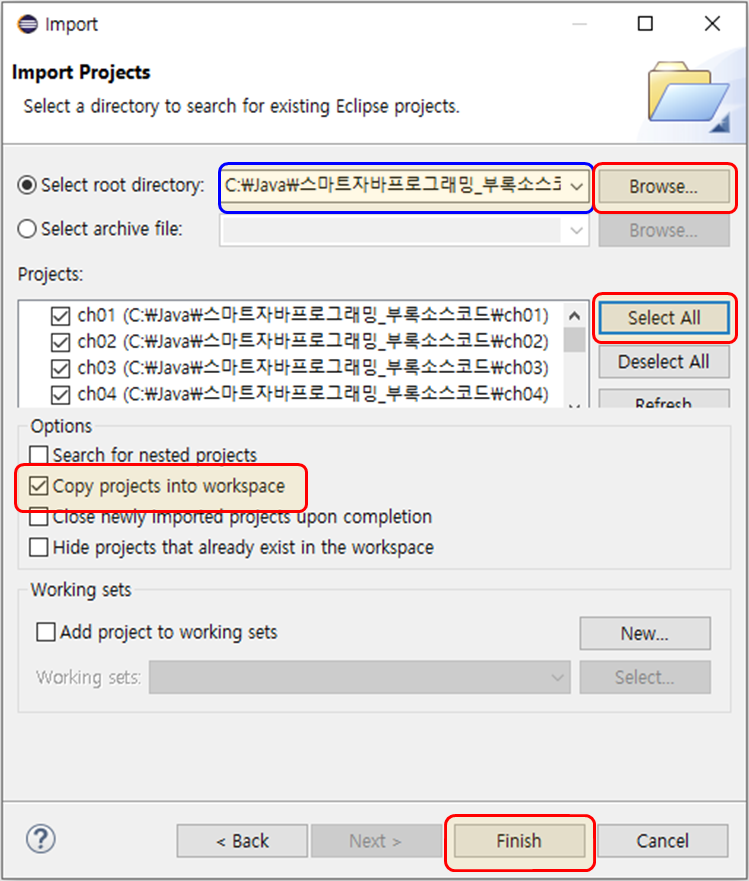 Import
Import Projects
Select a directory to search for existing Eclipse projects.
Select root directory:
C:₩Java₩스마트자바프로그래밍_부록소스코
Browse...
Select archive file:
Browse...
Projects:
ch01 (C:₩Java₩스마트자바프로그래밍_부록소스코드₩ch01)
ch02 (C:₩Java₩스마트자바프로그래밍_부록소스코드₩ch02)
ch03 (C:₩Java₩스마트자바프로그래밍_부록소스코드₩ch03)
ch04 (C:₩Java₩스마트자바프로그래밍_부록소스코드₩ch04)
Select All
Deselect All
Refresh
Options
Search for nested projects
Copy projects into workspace
Close newly imported projects upon completion
Hide projects that already exist in the workspace
Working sets
Add project to working sets
New...
Working sets:
Select...
?
< Back
Next >
Finish
Cancel